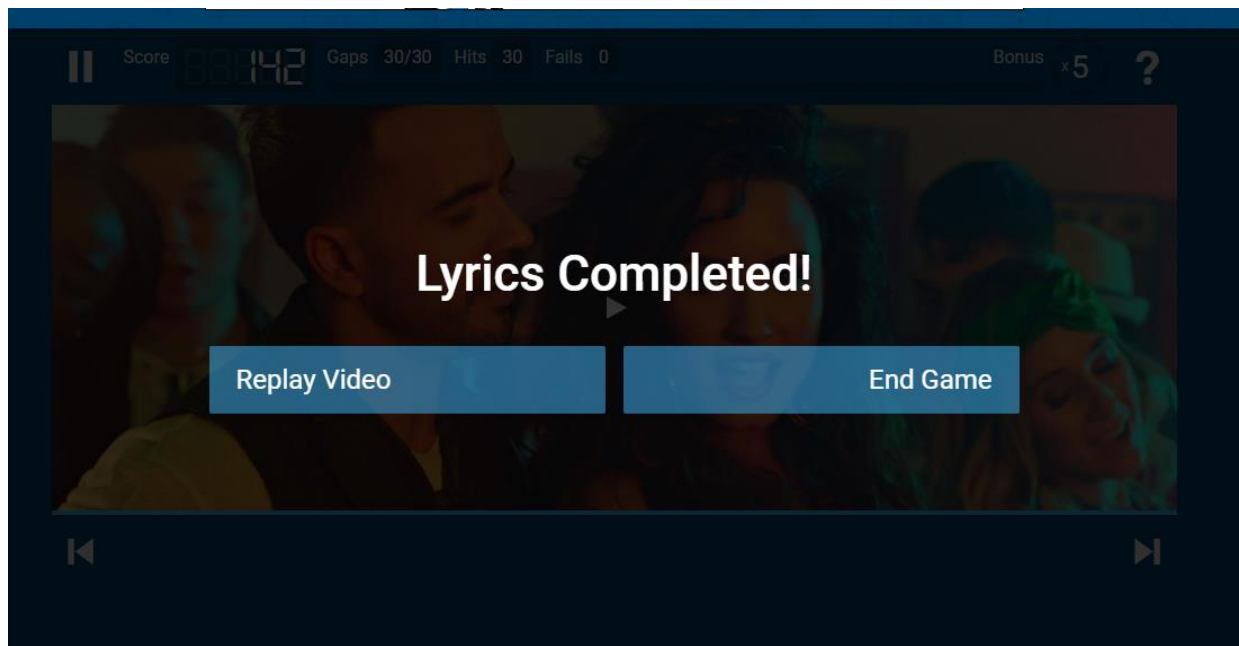 Score 142 Gaps 30/30 Hits 30 Fails 0 Bonus x5 ?
Lyrics Completed!
Replay Video End Game